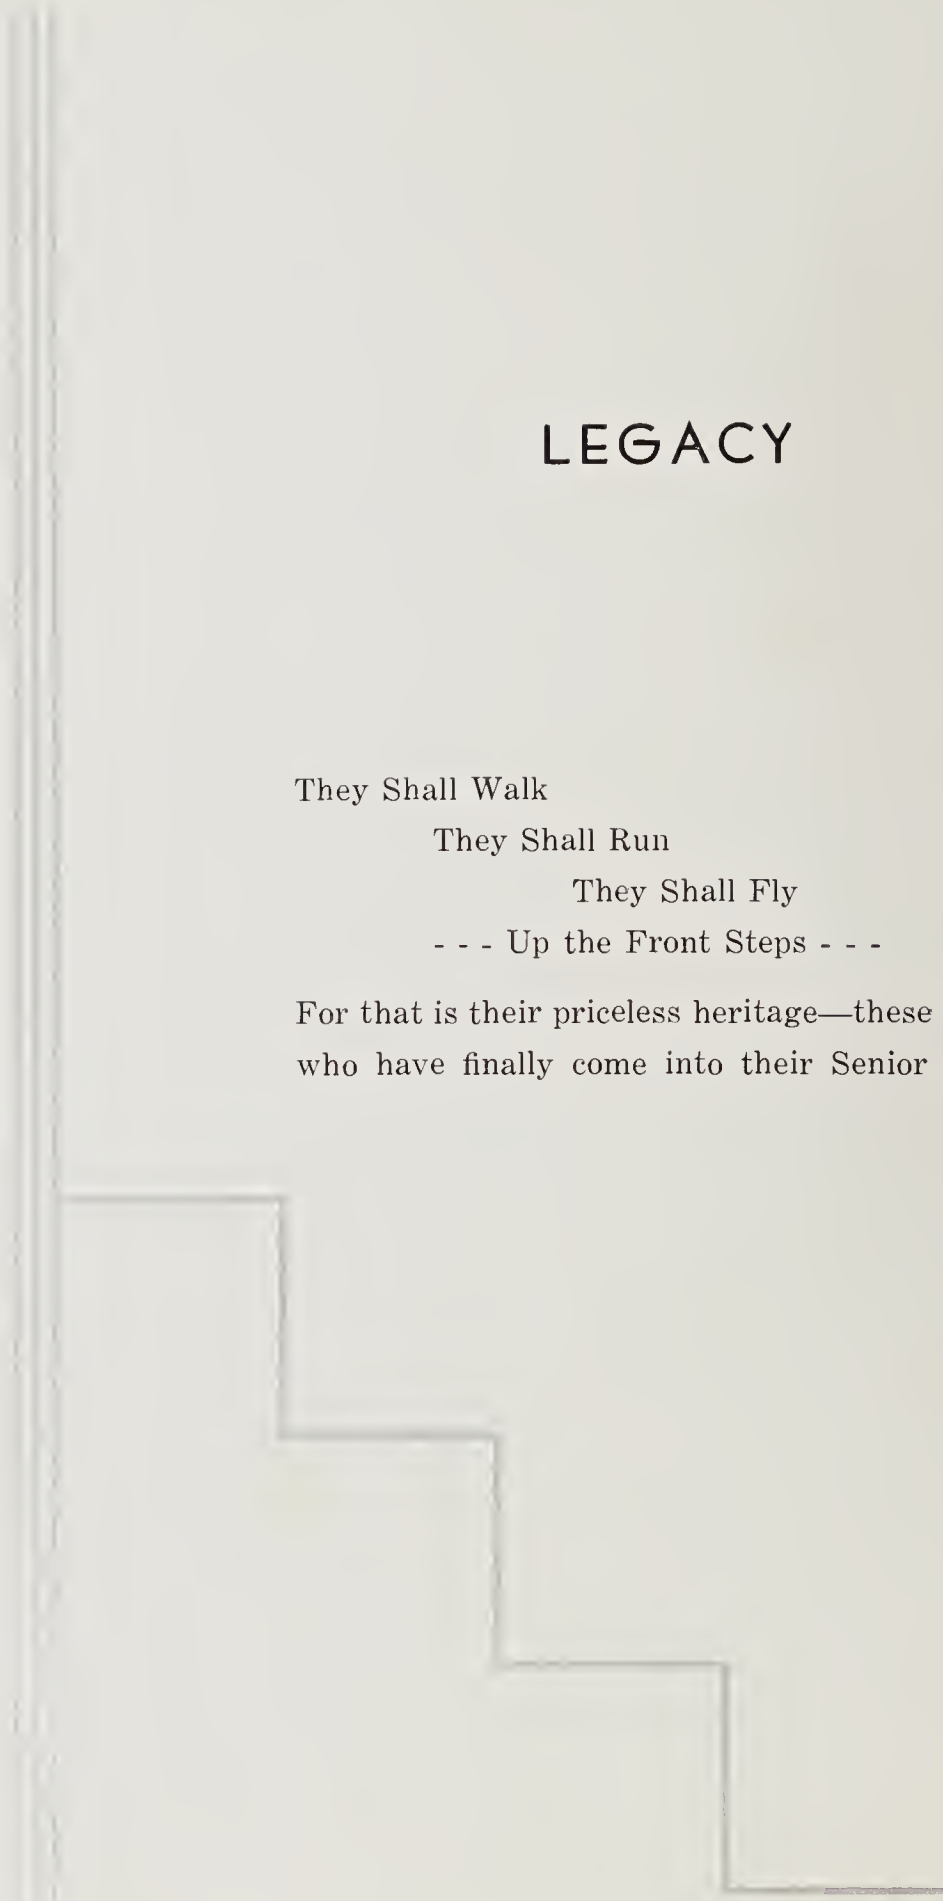 LEGACY
They Shall Walk
They Shall Run
They Shall Fly
- - - Up the Front Steps - - -
For that is their priceless heritage—these
who have finally come into their Senior